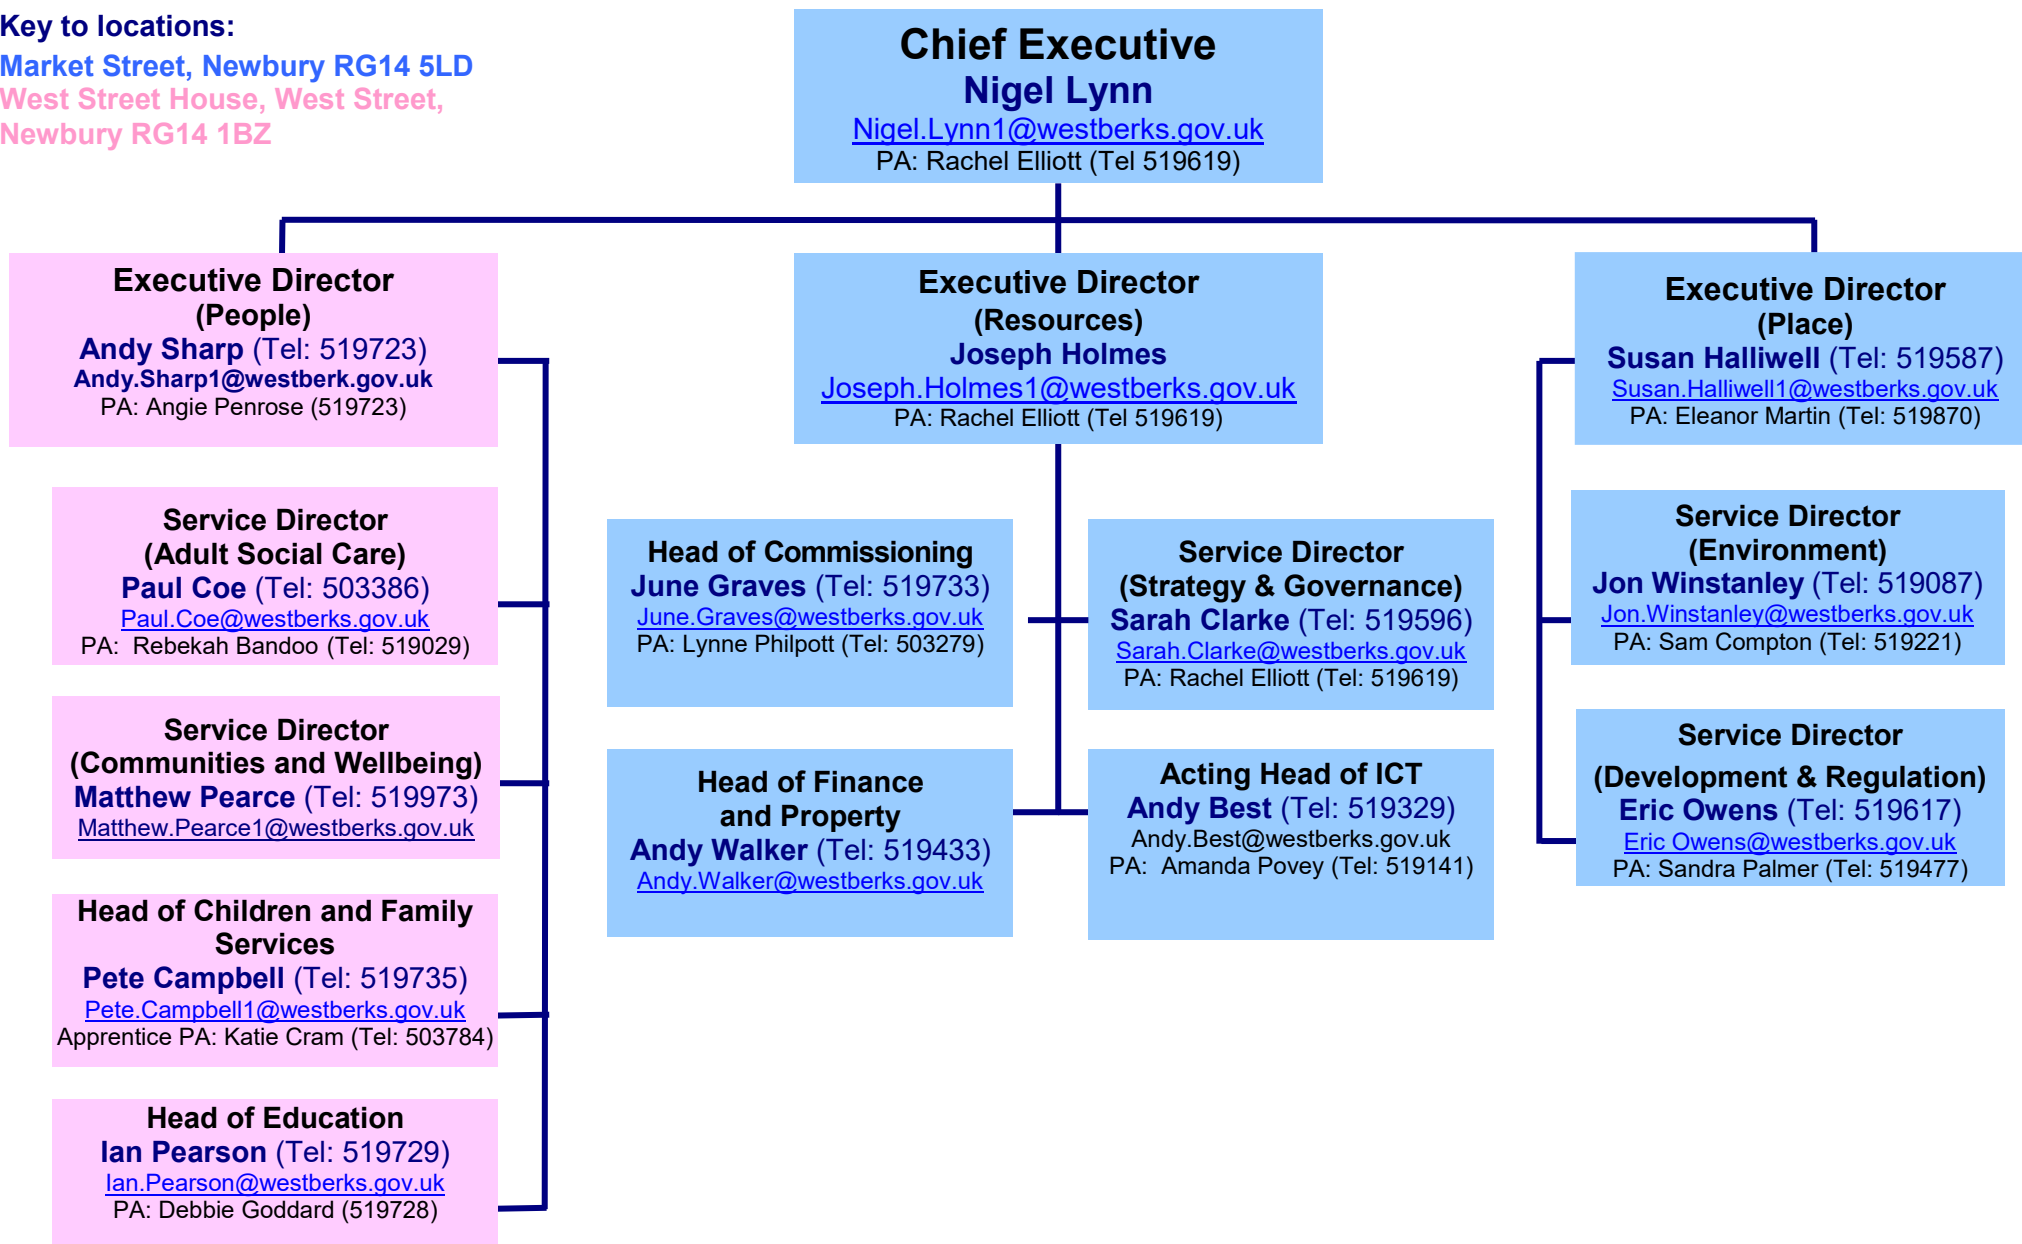 Key to locations:
Market Street, Newbury RG14 5LD
West Street House, West Street,
Newbury RG14 1BZ
Chief Executive
Nigel Lynn
Nigel.Lynn1@westberks.gov.uk
PA: Rachel Elliott (Tel 519619)
Executive Director
(People)
Andy Sharp (Tel: 519723)
Andy.Sharp1@westberk.gov.uk
PA: Angie Penrose (519723)
Executive Director
(Resources)
Joseph Holmes
Joseph.Holmes1@westberks.gov.uk
PA: Rachel Elliott (Tel 519619)
Executive Director
(Place)
Susan Halliwell (Tel: 519587)
Susan.Halliwell1@westberks.gov.uk
PA: Eleanor Martin (Tel: 519870)
Service Director
(Adult Social Care)
Paul Coe (Tel: 503386)
Paul.Coe@westberks.gov.uk
PA: Rebekah Bandoo (Tel: 519029)
Service Director
(Communities and Wellbeing)
Matthew Pearce (Tel: 519973)
Matthew.Pearce1@westberks.gov.uk
Head of Children and Family
Services
Pete Campbell (Tel: 519735)
Pete.Campbell1@westberks.gov.uk
Apprentice PA: Katie Cram (Tel: 503784)
Head of Education
Ian Pearson (Tel: 519729)
Ian.Pearson@westberks.gov.uk
PA: Debbie Goddard (519728)
Head of Commissioning
June Graves (Tel: 519733)
June.Graves@westberks.gov.uk
PA: Lynne Philpott (Tel: 503279)
Service Director
(Strategy & Governance)
Sarah Clarke (Tel: 519596)
Sarah.Clarke@westberks.gov.uk
PA: Rachel Elliott (Tel: 519619)
Head of Finance
and Property
Andy Walker (Tel: 519433)
Andy.Walker@westberks.gov.uk
Acting Head of ICT
Andy Best (Tel: 519329)
Andy.Best@westberks.gov.uk
PA: Amanda Povey (Tel: 519141)
Service Director
(Environment)
Jon Winstanley (Tel: 519087)
Jon.Winstanley@westberks.gov.uk
PA: Sam Compton (Tel: 519221)
Service Director
(Development & Regulation)
Eric Owens (Tel: 519617)
Eric Owens@westberks.gov.uk
PA: Sandra Palmer (Tel: 519477)